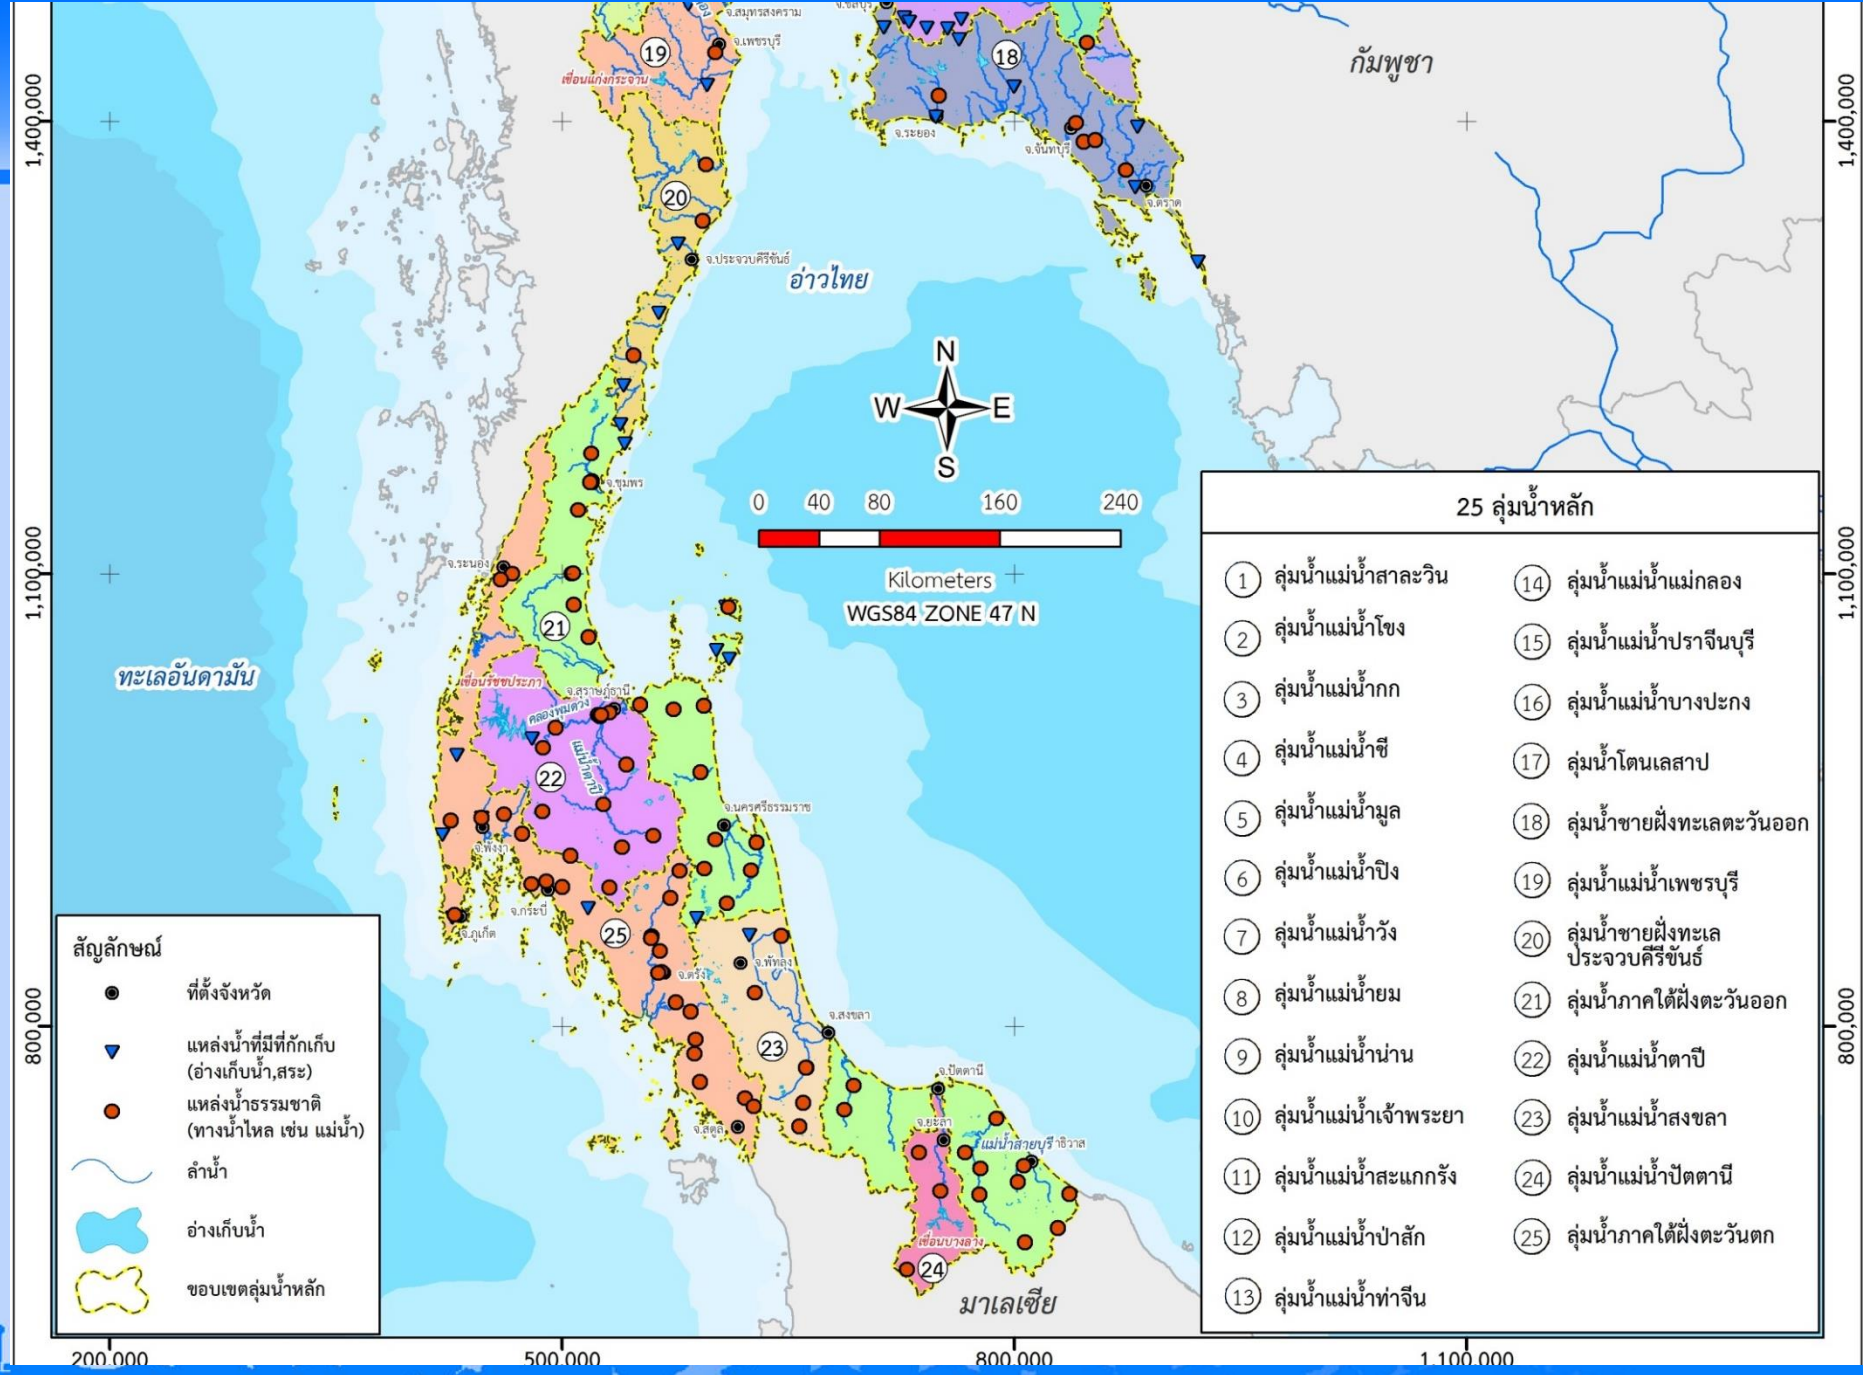 จ.สมุทรสงคราม
จ.ชลบุรี
จ.เพชรบุรี
19
18
กัมพูชา
เขื่อนแก่งกระจาน
1,400,000
1,400,000
จ.ระยอง
จ.จันทบุรี
20
จ.ตราด
จ.ประจวบคีรีขันธ์
อ่าวไทย
N
W
E
S
จ.ชุมพร
0 40 80 160 240
Kilometers
WGS84 ZONE 47 N
1,100,000
1,100,000
จ.ระนอง
21
ทะเลอันดามัน
เขื่อนรัชชประภา
จ.สุราษฎ์ธานี
คลองพุมดวง
แม่น้ำตาปี
22
จ.นครศรีธรรมราช
จ.พังงา
จ.กระบี่
จ.ภูเก็ต
25
จ.ตรัง
จ.พัทลุง
จ.สงขลา
23
จ.ปัตตานี
จ.สตูล
จ.ยะลา
แม่น้ำสายบุรี
ราธิวาส
เขื่อนบางลาง
24
มาเลเซีย
800,000
800,000
สัญลักษณ์
ที่ตั้งจังหวัด
แหล่งน้ำที่มีที่กักเก็บ
(อ่างเก็บน้ำ,สระ)
แหล่งน้ำธรรมชาติ
(ทางน้ำไหล เช่น แม่น้ำ)
ลำน้ำ
อ่างเก็บน้ำ
ขอบเขตลุ่มน้ำหลัก
25 ลุ่มน้ำหลัก
1 ลุ่มน้ำแม่น้ำสาละวิน
2 ลุ่มน้ำแม่น้ำโขง
3 ลุ่มน้ำแม่น้ำกก
4 ลุ่มน้ำแม่น้ำชี
5 ลุ่มน้ำแม่น้ำมูล
6 ลุ่มน้ำแม่น้ำปิง
7 ลุ่มน้ำแม่น้ำวัง
8 ลุ่มน้ำแม่น้ำยม
9 ลุ่มน้ำแม่น้ำน่าน
10 ลุ่มน้ำแม่น้ำเจ้าพระยา
11 ลุ่มน้ำแม่น้ำสะแกกรัง
12 ลุ่มน้ำแม่น้ำป่าสัก
13 ลุ่มน้ำแม่น้ำท่าจีน
14 ลุ่มน้ำแม่น้ำแม่กลอง
15 ลุ่มน้ำแม่น้ำปราจีนบุรี
16 ลุ่มน้ำแม่น้ำบางปะกง
17 ลุ่มน้ำโตนเลสาป
18 ลุ่มน้ำชายฝั่งทะเลตะวันออก
19 ลุ่มน้ำแม่น้ำเพชรบุรี
20 ลุ่มน้ำชายฝั่งทะเล
ประจวบคีรีขันธ์
21 ลุ่มน้ำภาคใต้ฝั่งตะวันออก
22 ลุ่มน้ำแม่น้ำตาปี
23 ลุ่มน้ำแม่น้ำสงขลา
24 ลุ่มน้ำแม่น้ำปัตตานี
25 ลุ่มน้ำภาคใต้ฝั่งตะวันตก
200,000 500,000 800,000 1,100,000